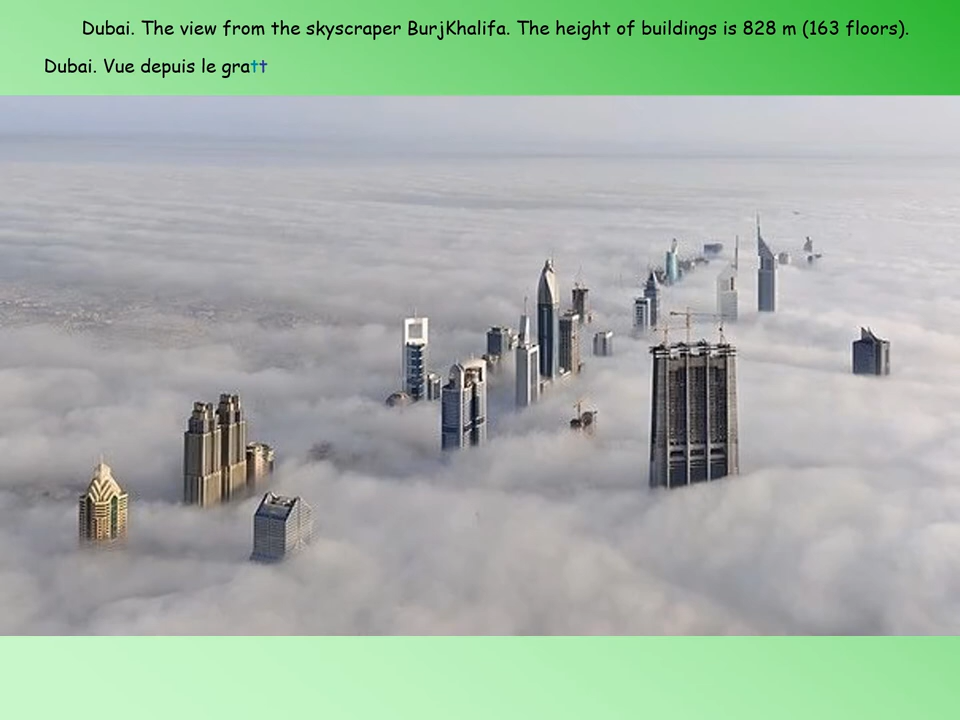 Dubai. The view from the skyscraper BurjKhalifa. The height of buildings is 828 m (163 floors).
Dubai. Vue depuis le gratt